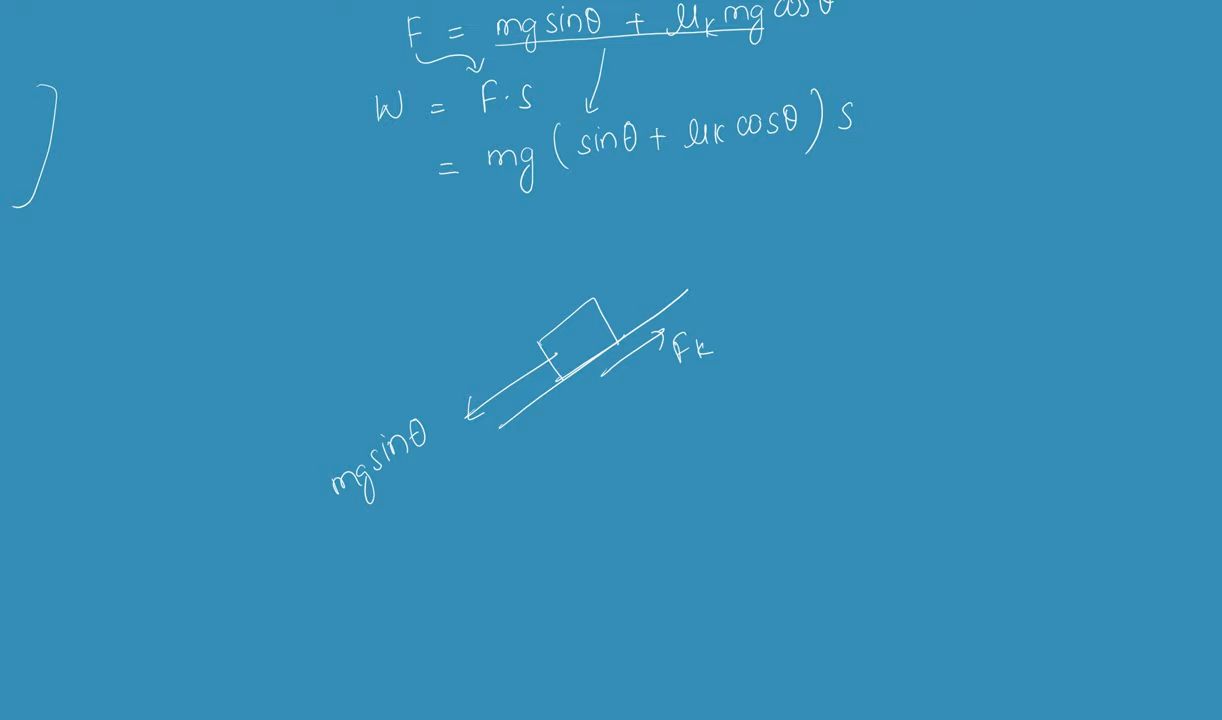 F = mg sinθ + μk mg cosθ
W = F·S
= mg (sinθ + μk cosθ) S
Fk
mg sinθ